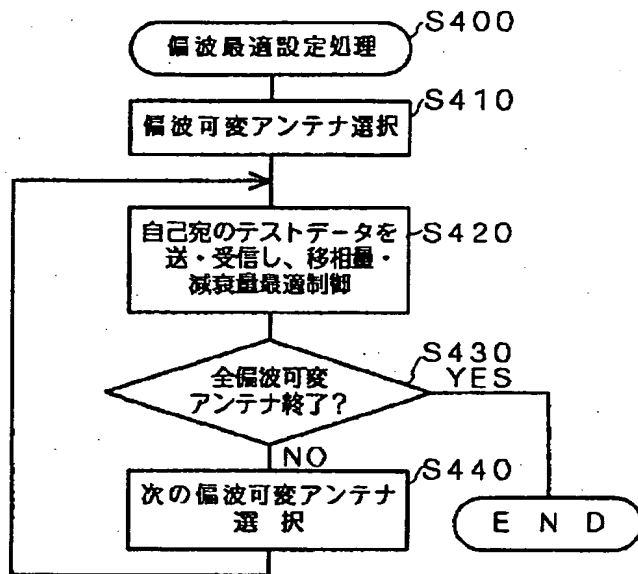 偏波最適設定処理
S400
偏波可変アンテナ選択
S410
自己宛のテストデータを
送・受信し、移相量・
減衰量最適制御
S420
全偏波可変
アンテナ終了?
S430
YES
NO
次の偏波可変アンテナ
選 択
S440
E N D